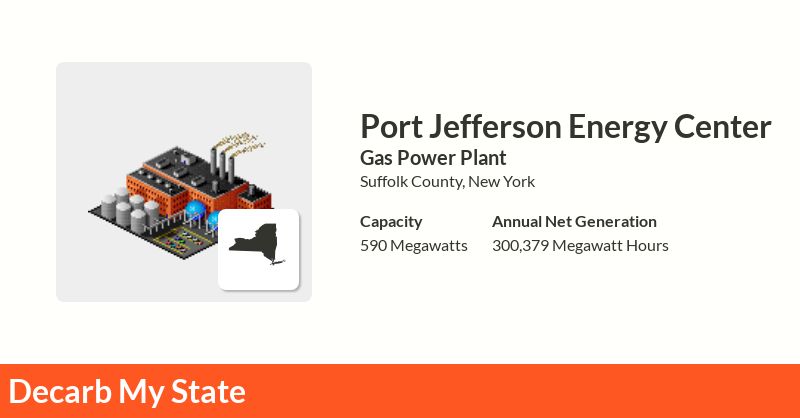 Port Jefferson Energy Center
Gas Power Plant
Suffolk County, New York
Capacity
590 Megawatts
Annual Net Generation
300,379 Megawatt Hours
Decarb My State